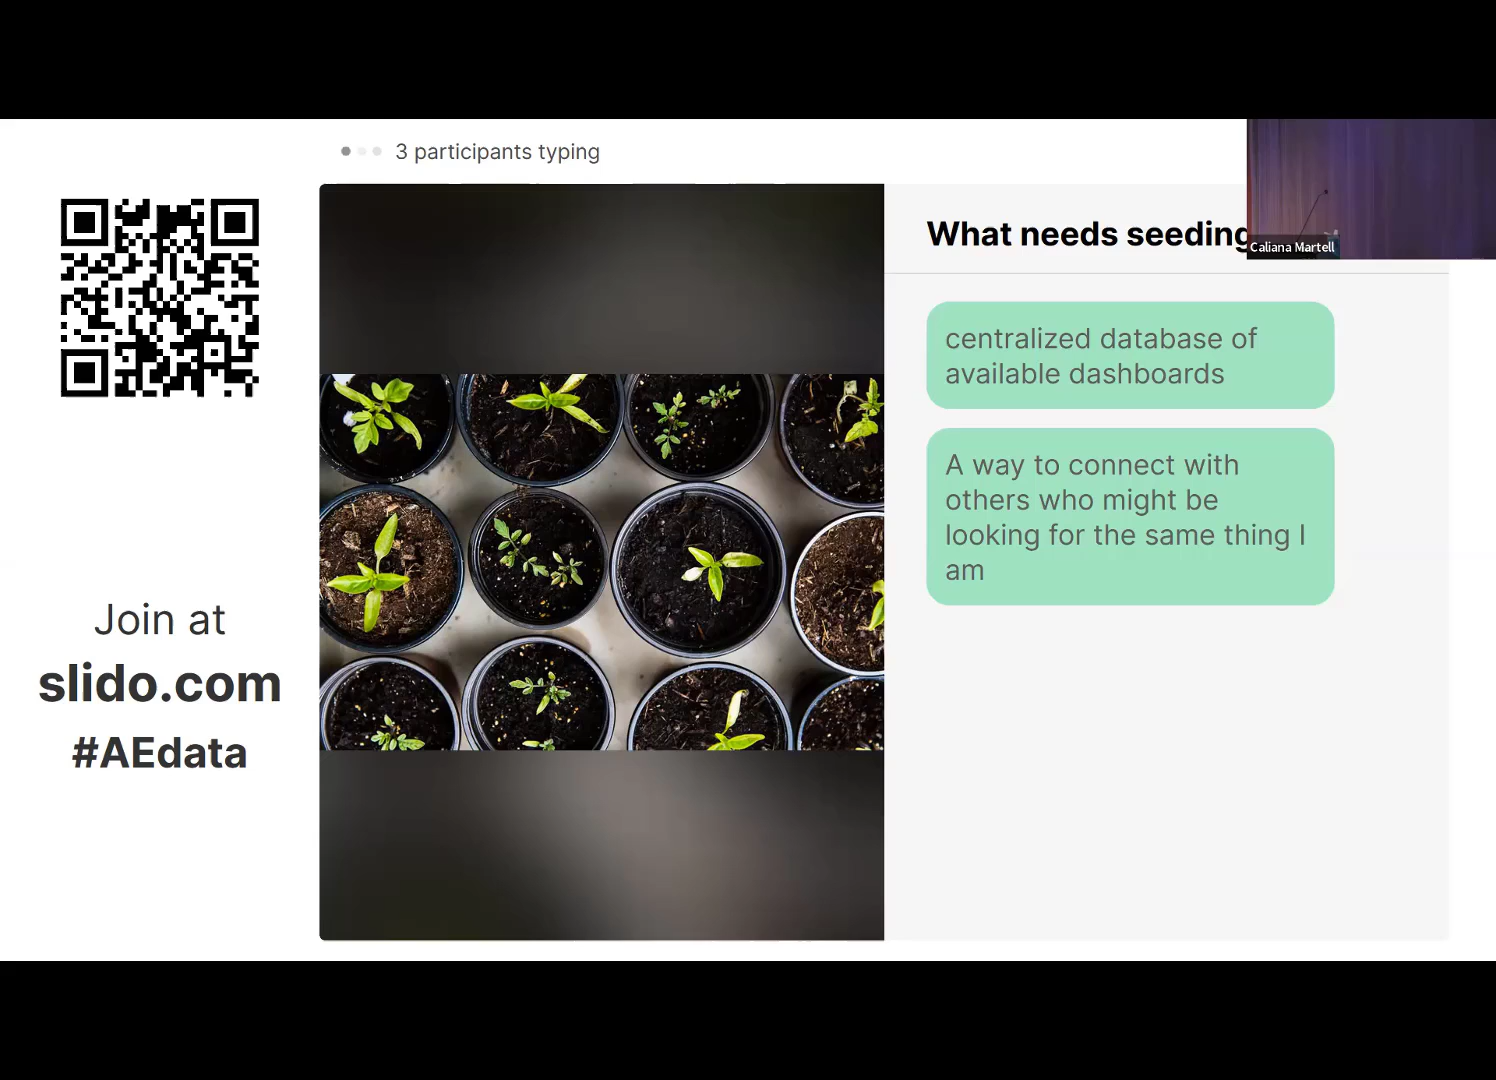 3 participants typing
What needs seeding
Caliana Martell
centralized database of
available dashboards
A way to connect with
others who might be
looking for the same thing I
am
Join at
slido.com
#AEdata